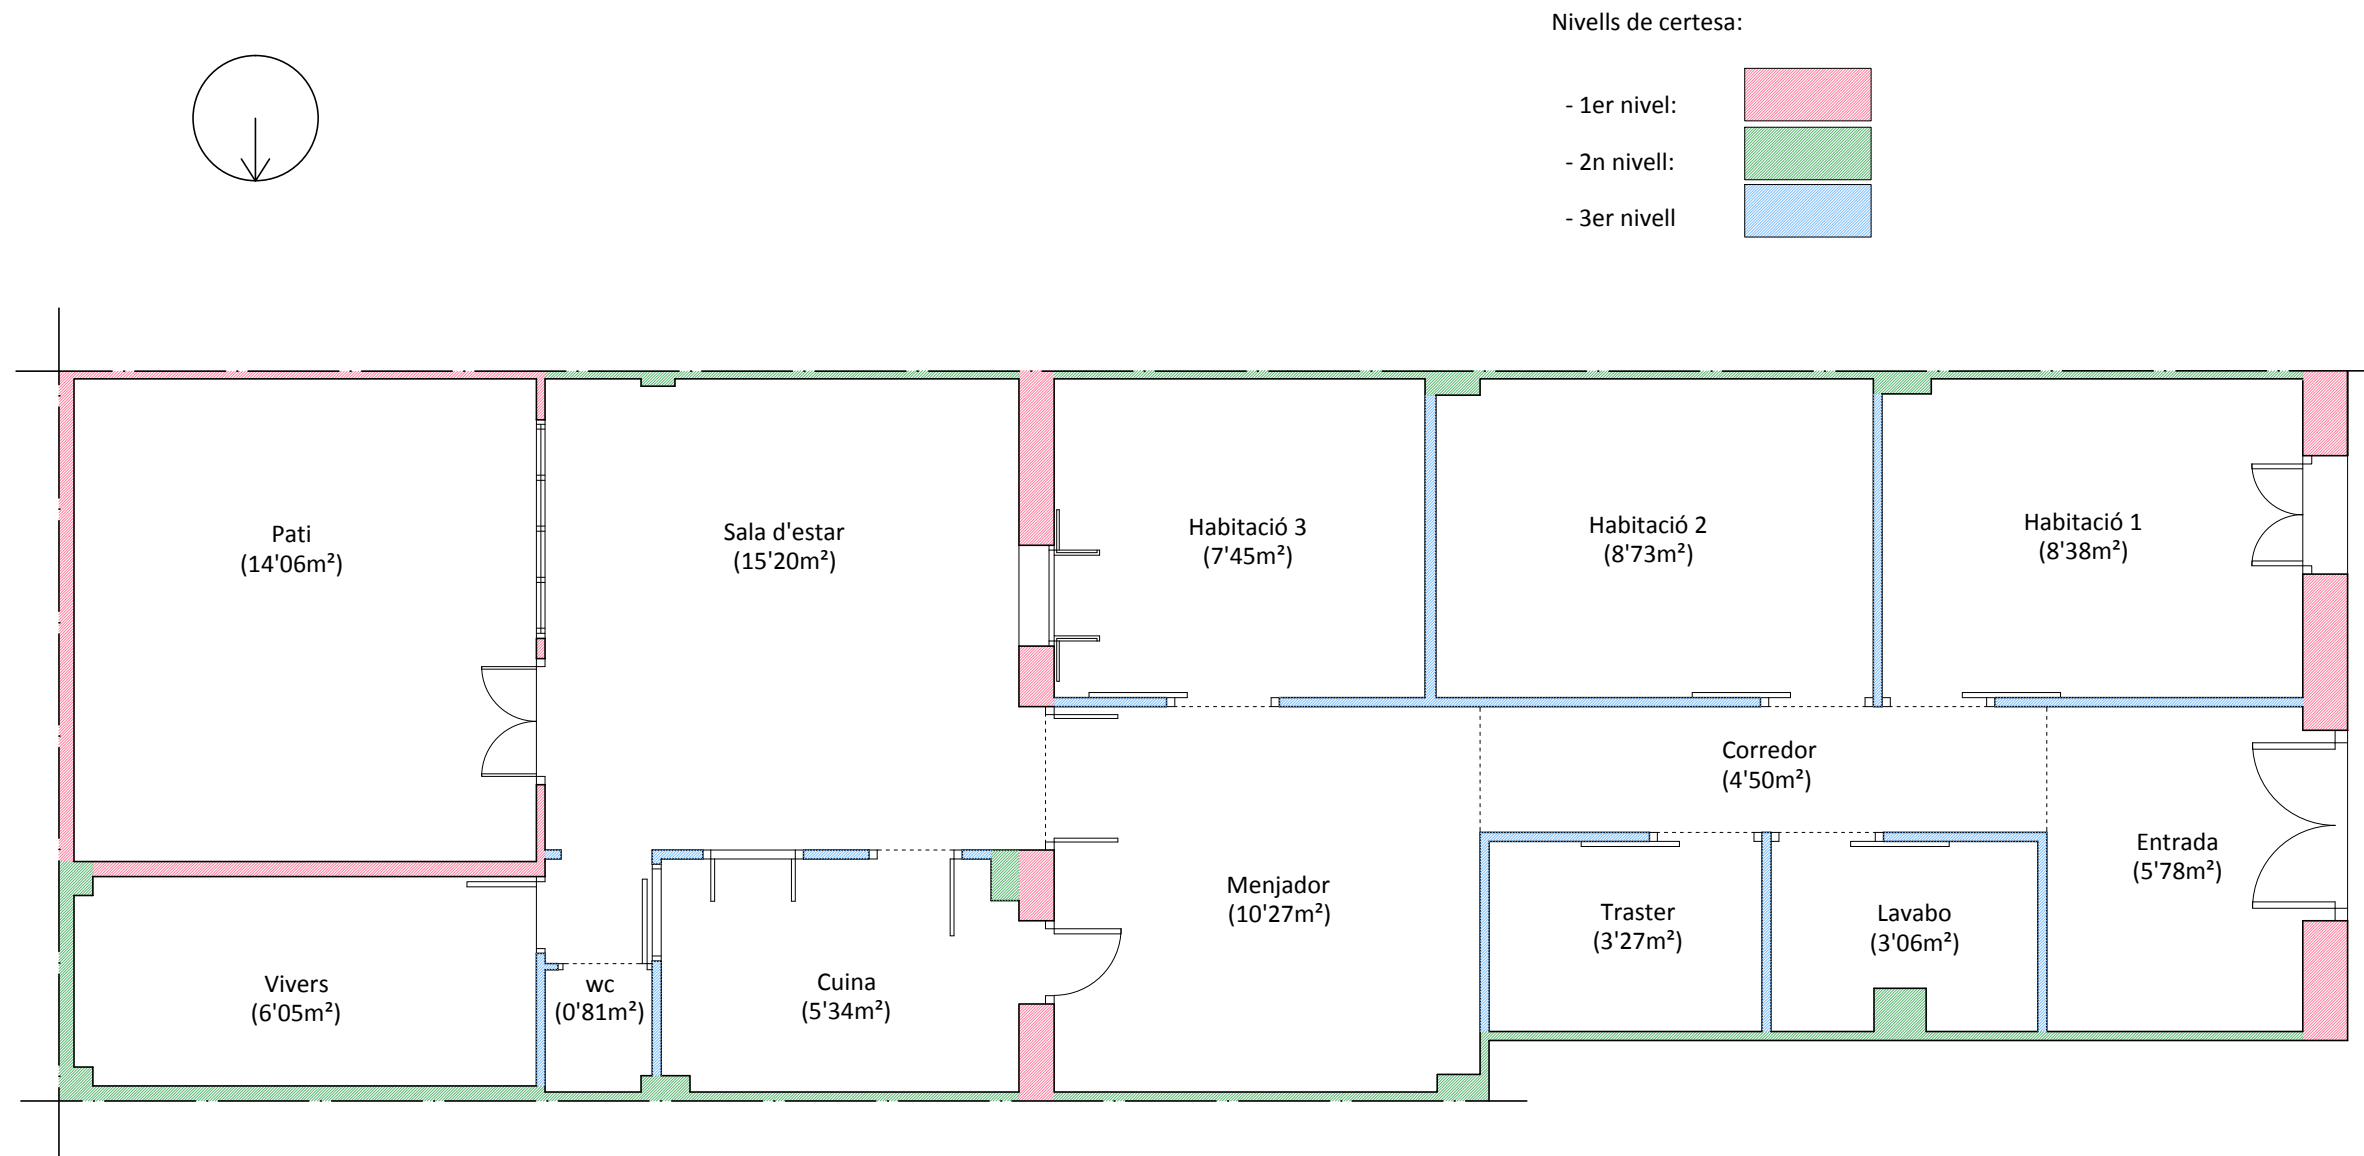 Nivells de certesa:
- 1er nivel:
- 2n nivell:
- 3er nivell
Pati
(14'06m²)
Sala d'estar
(15'20m²)
Habitació 3
(7'45m²)
Habitació 2
(8'73m²)
Habitació 1
(8'38m²)
Corredor
(4'50m²)
Entrada
(5'78m²)
Menjador
(10'27m²)
Traster
(3'27m²)
Lavabo
(3'06m²)
Vivers
(6'05m²)
wc
(0'81m²)
Cuina
(5'34m²)